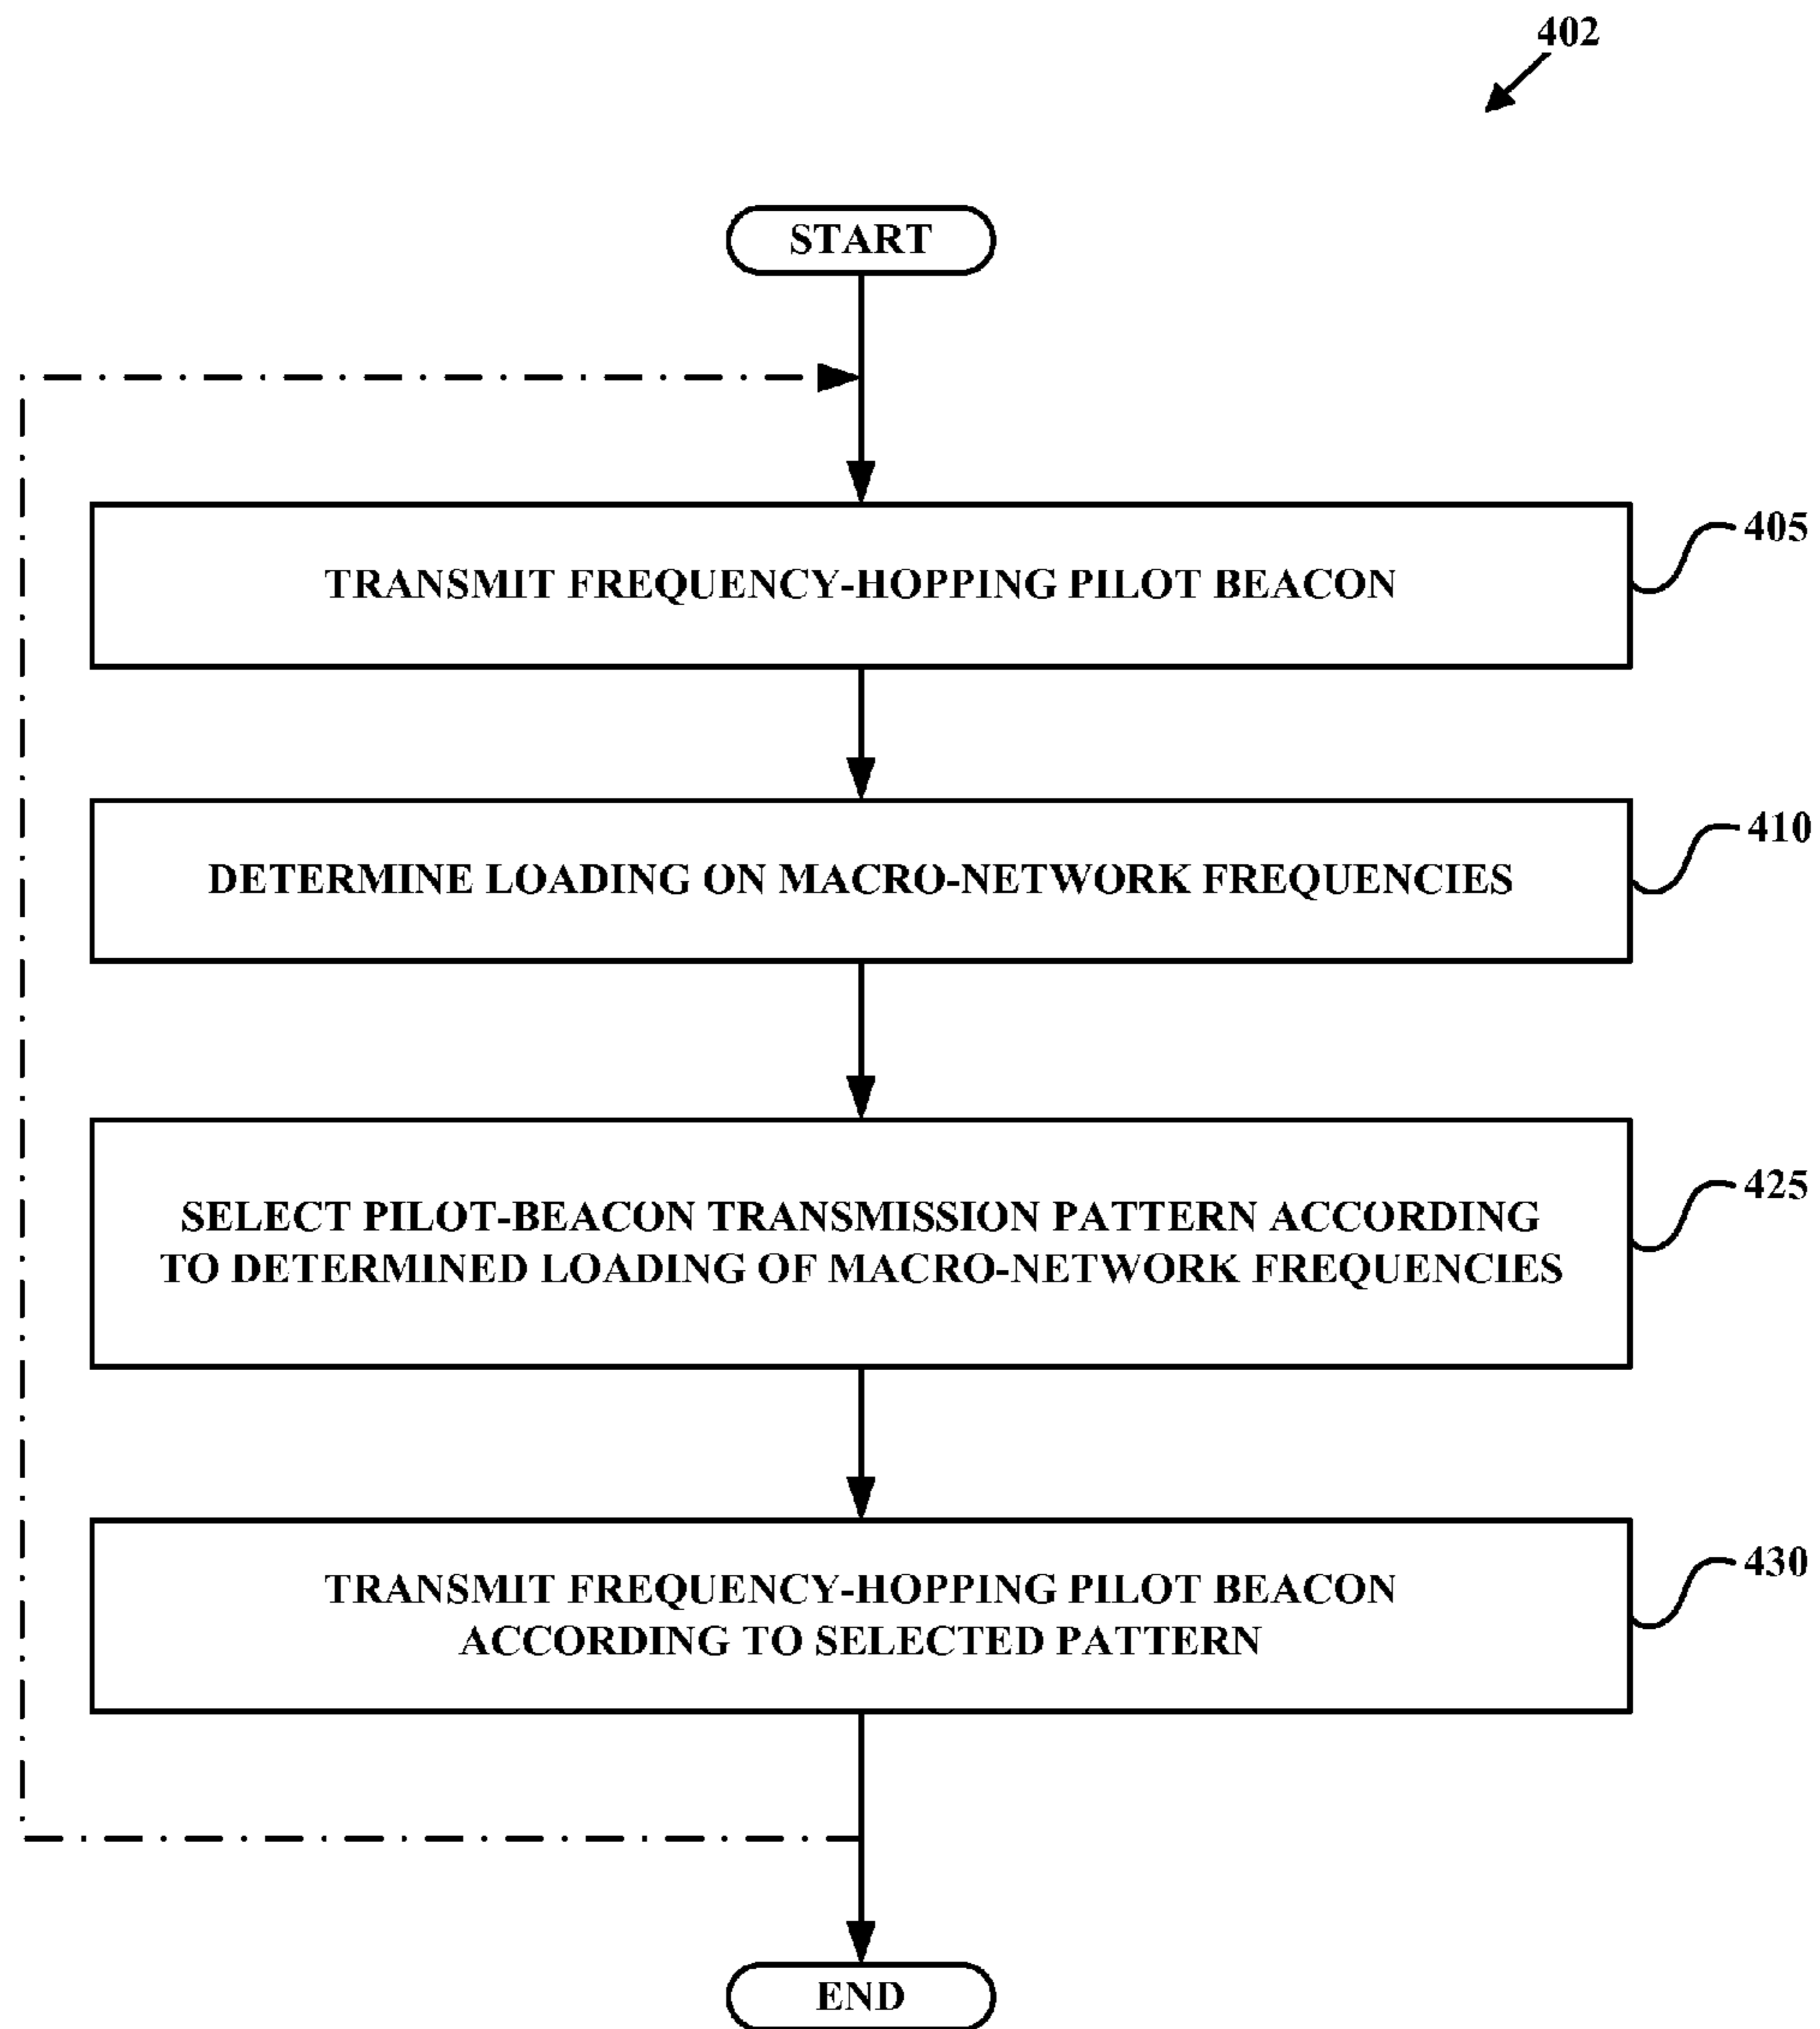 402
START
TRANSMIT FREQUENCY-HOPPING PILOT BEACON
405
DETERMINE LOADING ON MACRO-NETWORK FREQUENCIES
410
SELECT PILOT-BEACON TRANSMISSION PATTERN ACCORDING
TO DETERMINED LOADING OF MACRO-NETWORK FREQUENCIES
425
TRANSMIT FREQUENCY-HOPPING PILOT BEACON
ACCORDING TO SELECTED PATTERN
430
END